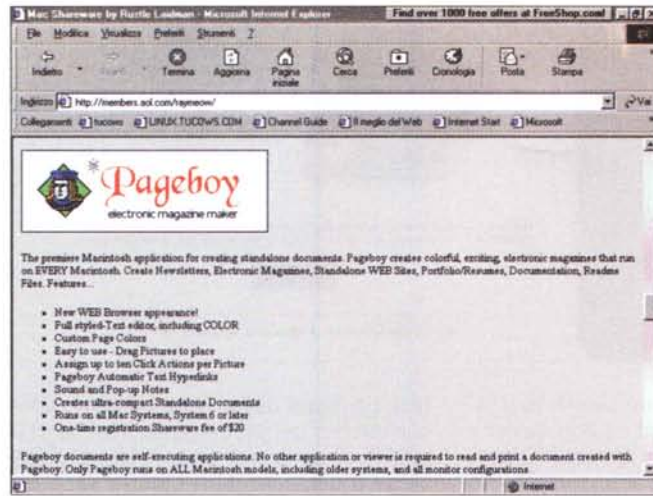 Mac Shareware by Rustle Laidman - Microsoft Internet Explorer
Find over 1000 free offers at FreeShop.com!
File Modifica Visualizza Preferiti Strumenti ?
Indietro Avanti Termina Aggiorna Pagina iniziale Cerca Preferiti Cronologia Posta Stampa
Indirizzo http://members.aol.com/raymeow/ Vai
Collegamenti tucows LINUX.TUCOWS.COM Channel Guide Il meglio del Web Internet Start Microsoft
Pageboy
electronic magazine maker
The premiere Macintosh application for creating standalone documents. Pageboy creates colorful, exciting, electronic magazines that run
on EVERY Macintosh. Create Newsletters, Electronic Magazines, Standalone WEB Sites, Portfolio/Resumes, Documentation, Readme
Files. Features...
New WEB Browser appearance!
Full styled-Text editor, including COLOR
Custom Page Colors
Easy to use - Drag Pictures to place
Assign up to ten Click Actions per Picture
Pageboy Automatic Text Hyperlinks
Sound and Pop-up Notes
Creates ultra-compact Standalone Documents
Runs on all Mac Systems, System 6 or later
One-time registration Shareware fee of $20
Pageboy documents are self-executing applications. No other application or viewer is required to read and print a document created with
Pageboy. Only Pageboy runs on ALL Macintosh models, including older systems, and all monitor configurations.
Internet